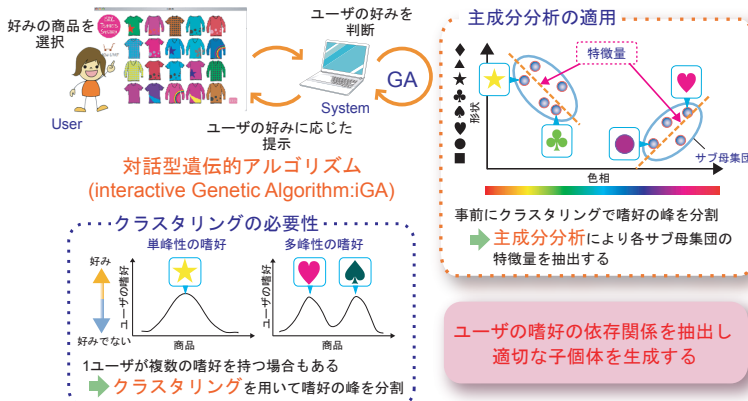 好みの商品を
選択
User
ユーザの好みを
判断
GA
System
ユーザの好みに応じた
提示
対話型遺伝的アルゴリズム
(interactive Genetic Algorithm:iGA)
クラスタリングの必要性
単峰性の嗜好
多峰性の嗜好
好み
好みでない
ユーザの嗜好
商品
ユーザの嗜好
商品
1ユーザが複数の嗜好を持つ場合もある
クラスタリングを用いて嗜好の峰を分割
主成分分析の適用
特徴量
形状
色相
サブ母集団
事前にクラスタリングで嗜好の峰を分割
主成分分析により各サブ母集団の
特徴量を抽出する
ユーザの嗜好の依存関係を抽出し
適切な子個体を生成する